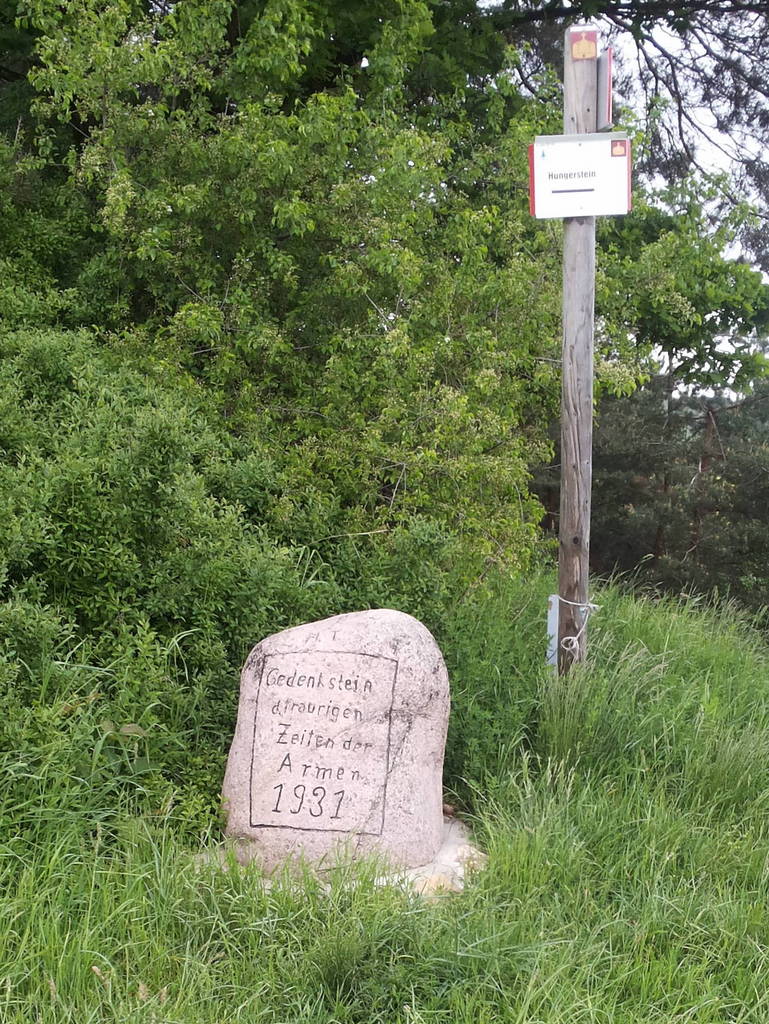 Hungerstein
Gedenkstein
d. traurigen
Zeiten der
Armen
1931